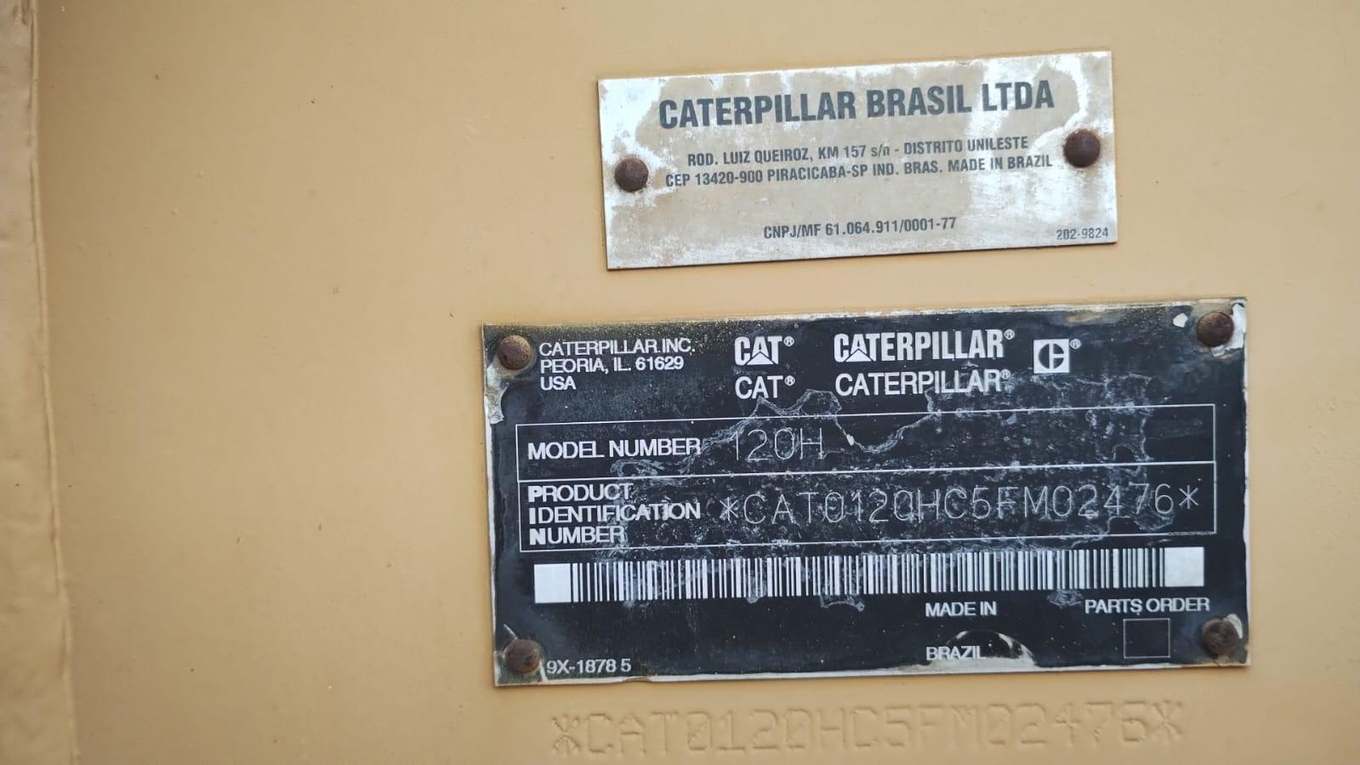 CATERPILLAR BRASIL LTDA
ROD. LUIZ QUEIROZ, KM 157 s/n - DISTRITO UNILESTE
CEP 13420-900 PIRACICABA-SP IND. BRAS. MADE IN BRAZIL
CNPJ/MF 61.064.911/0001-77
202-9824
CATERPILLAR INC.
PEORIA, IL. 61629
USA
CAT® CATERPILLAR® ®
CAT® CATERPILLAR®
MODEL NUMBER 120H
PRODUCT
IDENTIFICATION
NUMBER
*CAT0120HC5FM02476*
MADE IN
BRAZIL
PARTS ORDER
9X-1878 5
*CAT0120HC5FM02476*